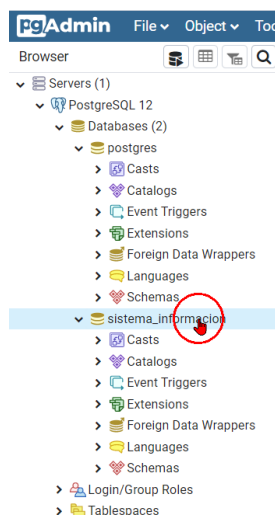 pgAdmin File Object Too
Browser
Servers (1)
PostgreSQL 12
Databases (2)
postgres
Casts
Catalogs
Event Triggers
Extensions
Foreign Data Wrappers
Languages
Schemas
sistema_informacion
Casts
Catalogs
Event Triggers
Extensions
Foreign Data Wrappers
Languages
Schemas
Login/Group Roles
Tablespaces